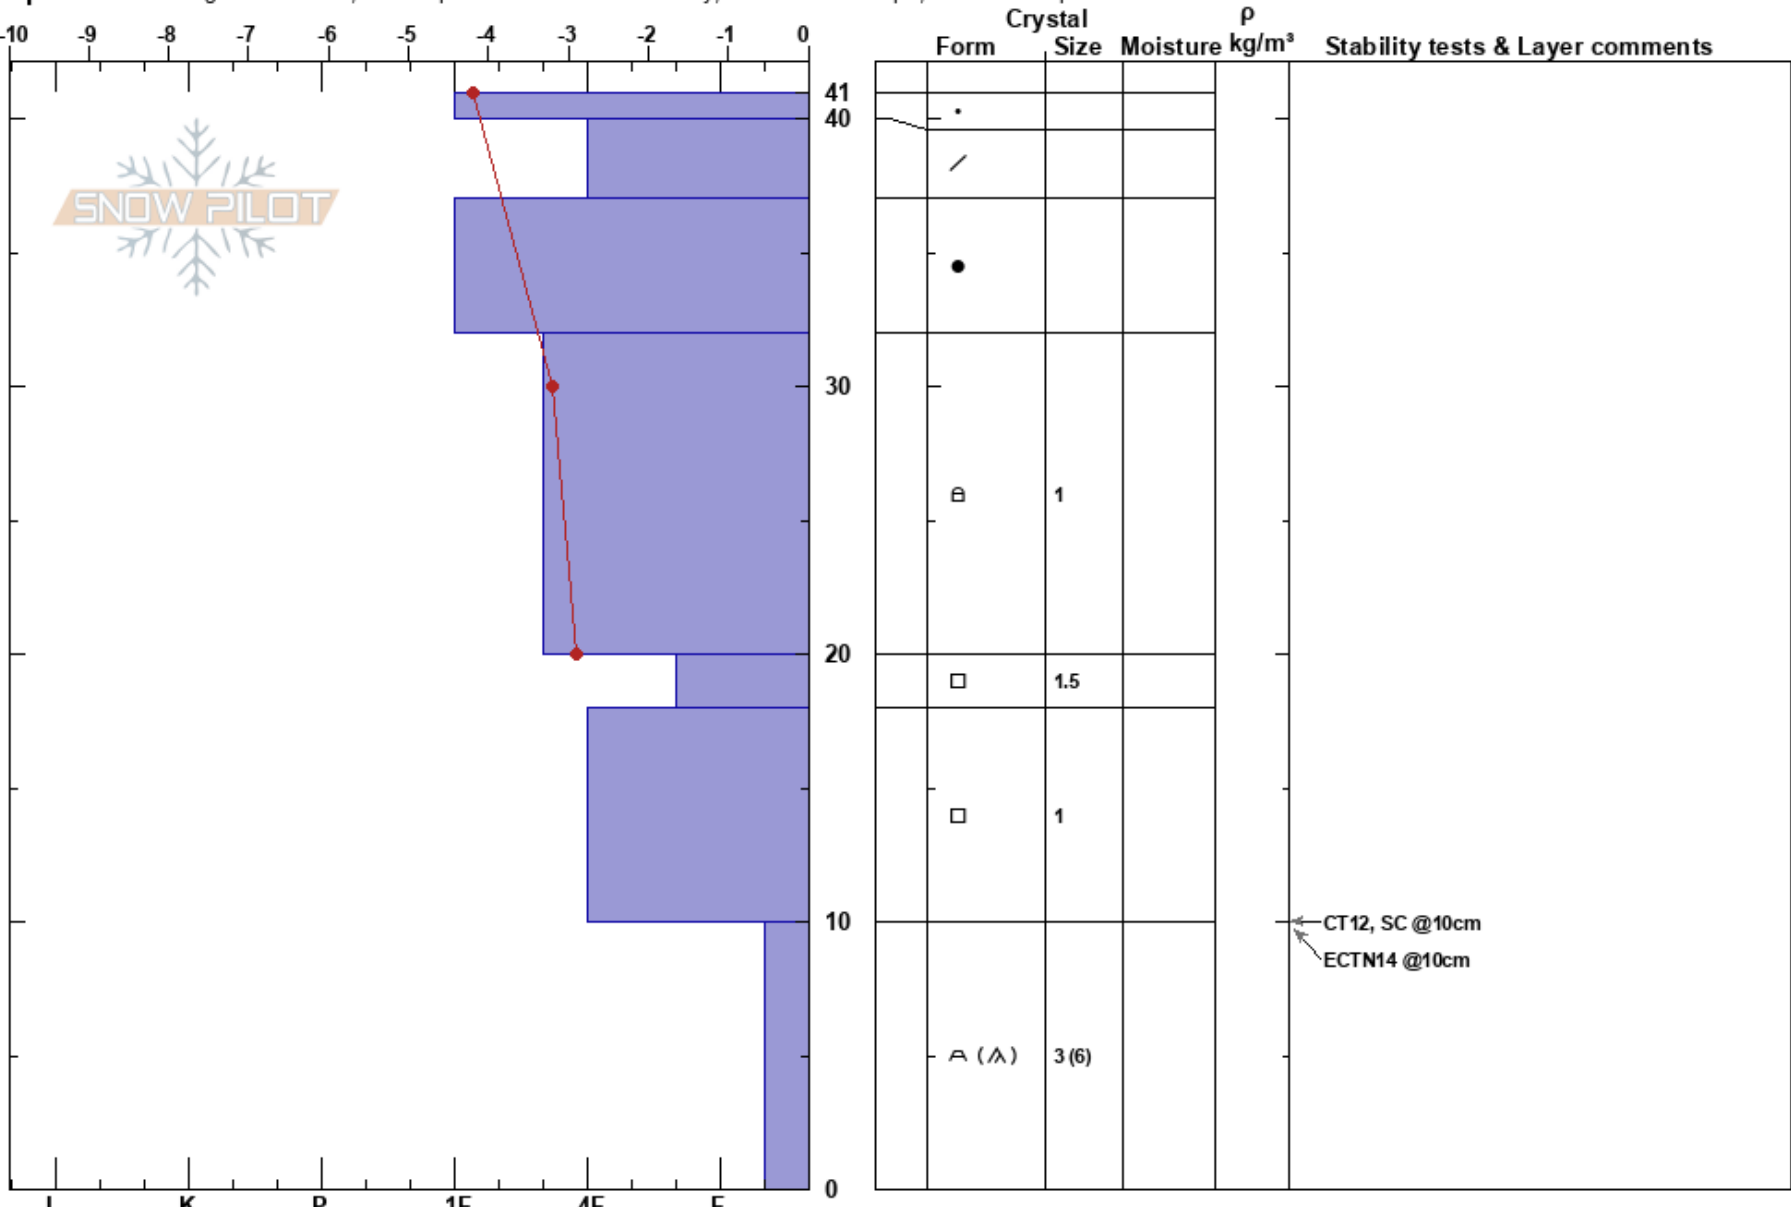 Crystal ρ
-10 -9 -8 -7 -6 -5 -4 -3 -2 -1 0 Form Size Moisture kg/m³ Stability tests & Layer comments
41
40
SNOW PILOT
30
1
20
1.5
1
10
CT12, SC @10cm
ECTN14 @10cm
3 (6)
0
I K P 1F 4F F